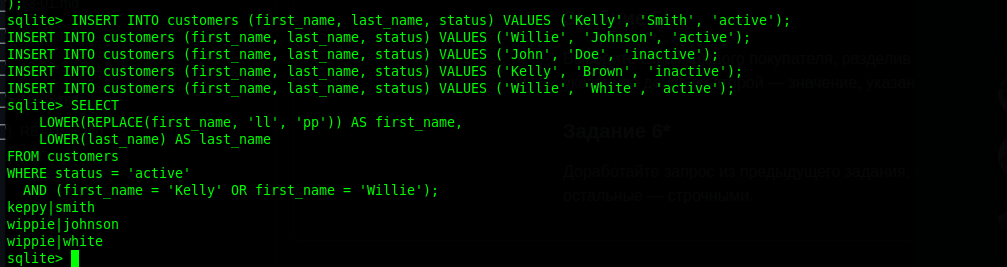 );
sqlite> INSERT INTO customers (first_name, last_name, status) VALUES ('Kelly', 'Smith', 'active');
INSERT INTO customers (first_name, last_name, status) VALUES ('Willie', 'Johnson', 'active');
INSERT INTO customers (first_name, last_name, status) VALUES ('John', 'Doe', 'inactive');
INSERT INTO customers (first_name, last_name, status) VALUES ('Kelly', 'Brown', 'inactive');
INSERT INTO customers (first_name, last_name, status) VALUES ('Willie', 'White', 'active');
sqlite> SELECT
    LOWER(REPLACE(first_name, 'll', 'pp')) AS first_name,
    LOWER(last_name) AS last_name
FROM customers
WHERE status = 'active'
  AND (first_name = 'Kelly' OR first_name = 'Willie');
keppy|smith
wippie|johnson
wippie|white
sqlite>
покупателя, разделив
— значение, указан
Задание 6*
Доработайте запрос из предыдущего задания,
остальные — строчными.